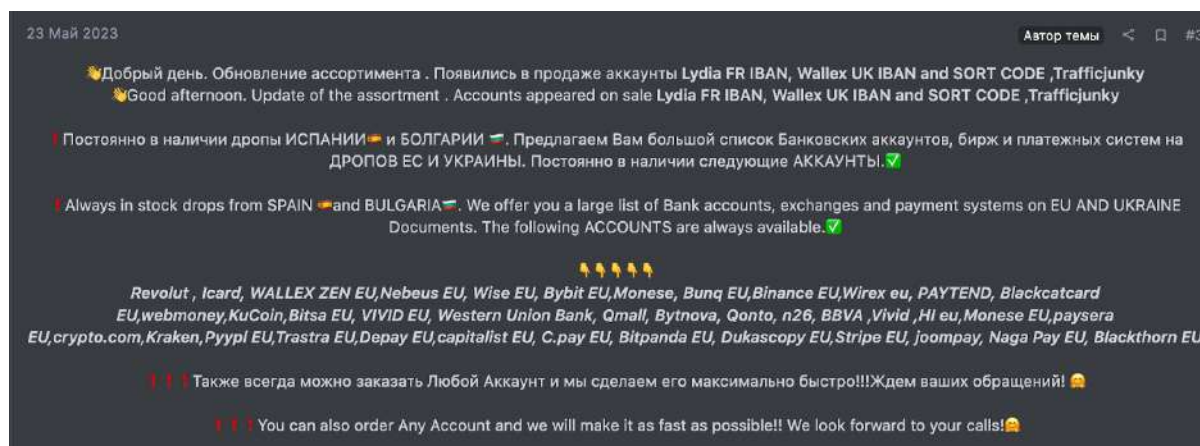 23 Май 2023
Автор темы #3
👋Добрый день. Обновление ассортимента . Появились в продаже аккаунты Lydia FR IBAN, Wallex UK IBAN and SORT CODE ,Trafficjunky
👋Good afternoon. Update of the assortment . Accounts appeared on sale Lydia FR IBAN, Wallex UK IBAN and SORT CODE ,Trafficjunky
❗Постоянно в наличии дропы ИСПАНИИ🇪🇸 и БОЛГАРИИ 🇧🇬. Предлагаем Вам большой список Банковских аккаунтов, бирж и платежных систем на
ДРОПОВ ЕС И УКРАИНЫ. Постоянно в наличии следующие АККАУНТЫ.✅
❗Always in stock drops from SPAIN 🇪🇸and BULGARIA🇧🇬. We offer you a large list of Bank accounts, exchanges and payment systems on EU AND UKRAINE
Documents. The following ACCOUNTS are always available.✅
👇👇👇👇👇
Revolut , Icard, WALLEX ZEN EU,Nebeus EU, Wise EU, Bybit EU,Monese, Bunq EU,Binance EU,Wirex eu, PAYTEND, Blackcatcard
EU,webmoney,KuCoin,Bitsa EU, VIVID EU, Western Union Bank, Qmall, Bytnova, Qonto, n26, BBVA ,Vivid ,HI eu,Monese EU,paysera
EU,crypto.com,Kraken,Pyypl EU,Trastra EU,Depay EU,capitalist EU, C.pay EU, Bitpanda EU, Dukascopy EU,Stripe EU, joompay, Naga Pay EU, Blackthorn EU
❗❗❗Также всегда можно заказать Любой Аккаунт и мы сделаем его максимально быстро!!!Ждем ваших обращений! 🤗
❗❗❗You can also order Any Account and we will make it as fast as possible!! We look forward to your calls!🤗